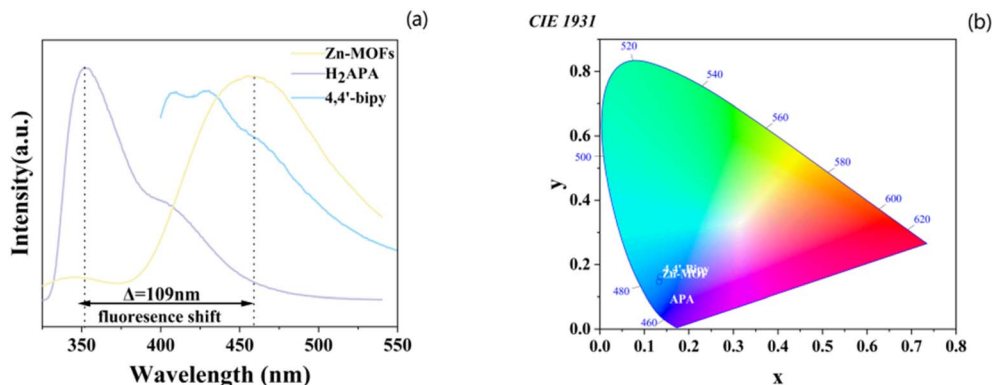 (a)
Zn-MOFs
H₂APA
4,4'-bipy
Intensity(a.u.)
Δ=109nm
fluoresence shift
350
400
450
500
550
Wavelength (nm)
CIE 1931
(b)
0.8
0.6
0.4
0.2
0.0
y
520
540
560
580
600
620
500
480
460
4,4'-Bipy
Zn-MOF
APA
0.0
0.1
0.2
0.3
0.4
0.5
0.6
0.7
0.8
x